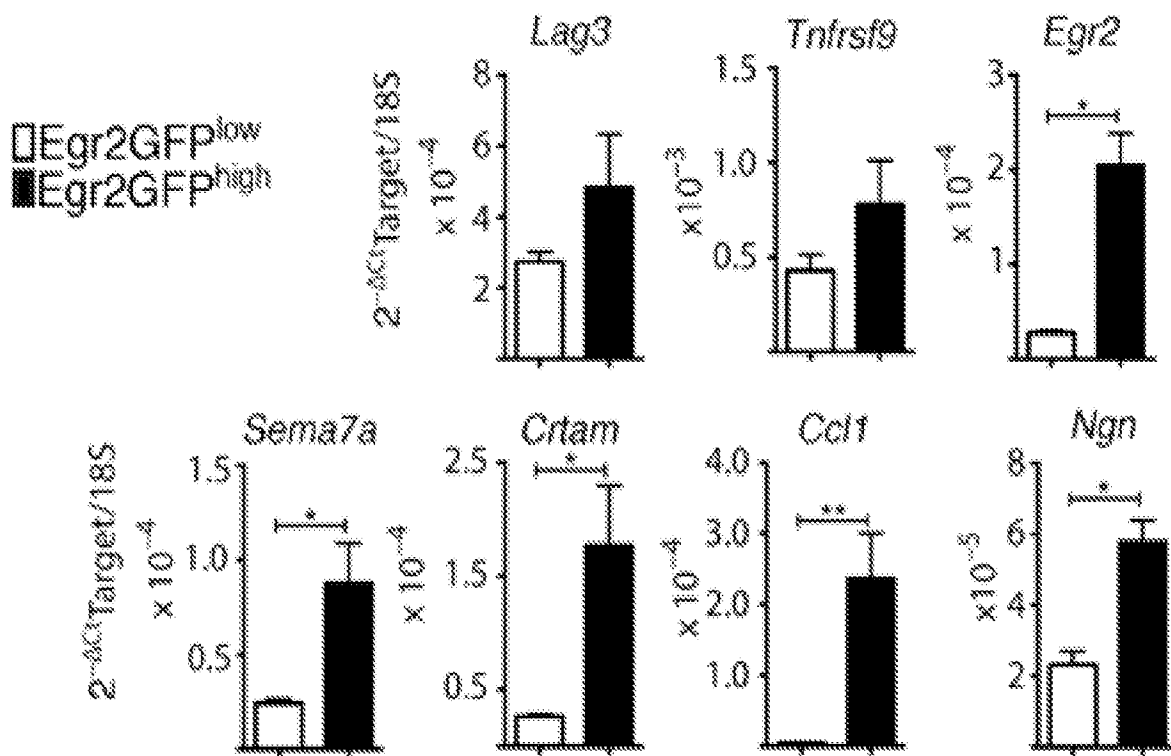 Egr2GFPlow
Egr2GFPhigh
2−ΔCtTarget/18S
Lag3
x 10−4
8
6
4
2
Tnfrsf9
x10−3
1.5
1.0
0.5
Egr2
x 10−4
3
2
1
*
2−ΔCtTarget/18S
Sema7a
x 10−4
1.5
1.0
0.5
*
Crtam
x 10−4
2.5
1.5
0.5
*
Ccl1
x 10−4
4.0
3.0
2.0
1.0
**
Ngn
x10−5
8
6
4
2
*